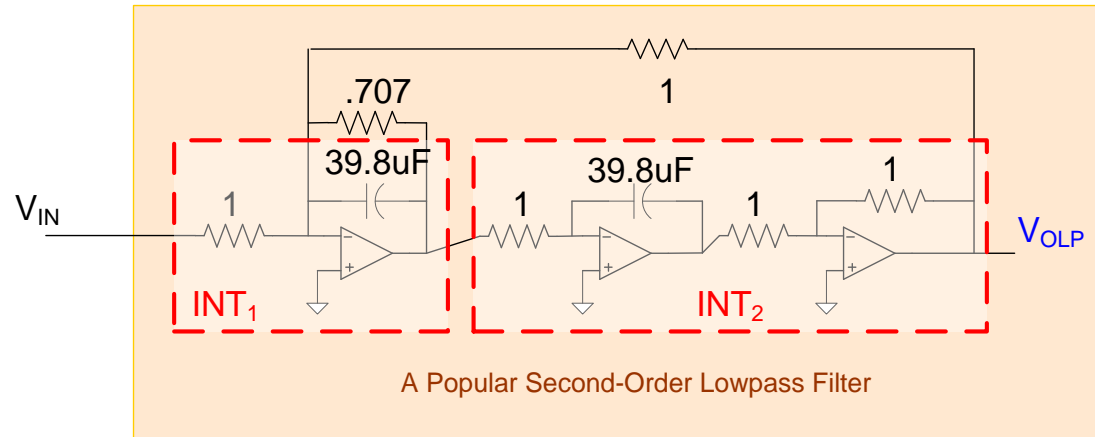 1
.707
39.8uF
39.8uF
1
V_IN
1
1
1
V_OLP
−
+
−
+
−
+
INT_1
INT_2
A Popular Second-Order Lowpass Filter